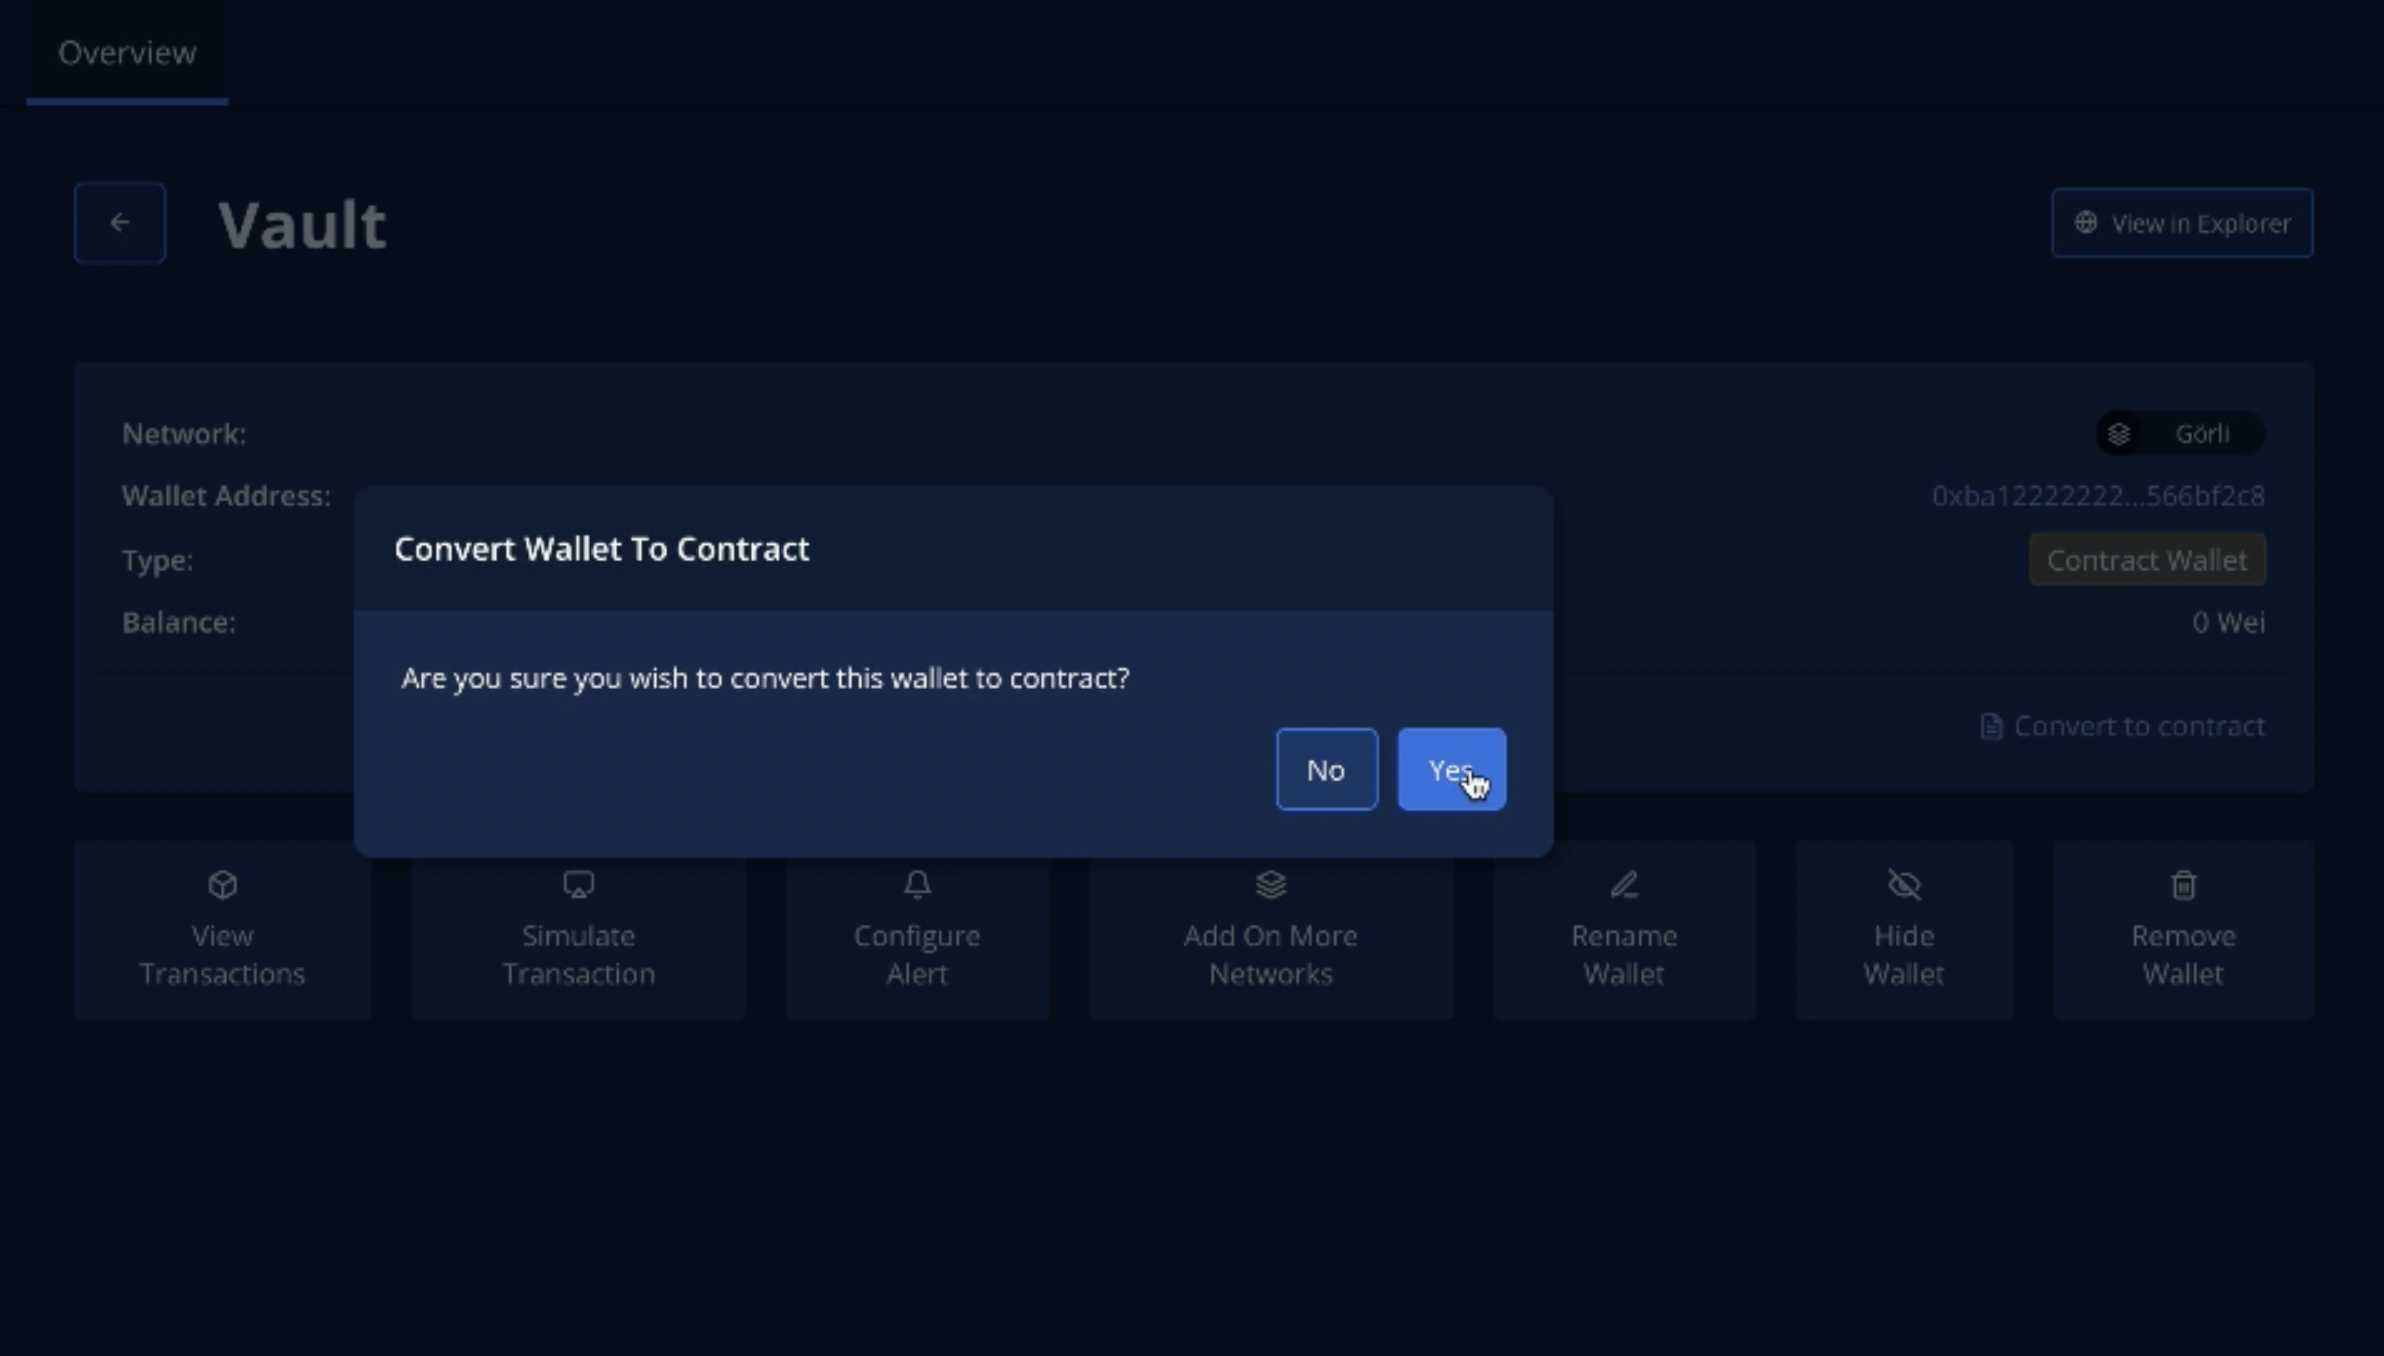 Overview
Vault
View in Explorer
Network:
Görli
Wallet Address:
0xba12222222...566bf2c8
Convert Wallet To Contract
Type:
Contract Wallet
Balance:
0 Wei
Are you sure you wish to convert this wallet to contract?
Convert to contract
No
Yes
View
Transactions
Simulate
Transaction
Configure
Alert
Add On More
Networks
Rename
Wallet
Hide
Wallet
Remove
Wallet